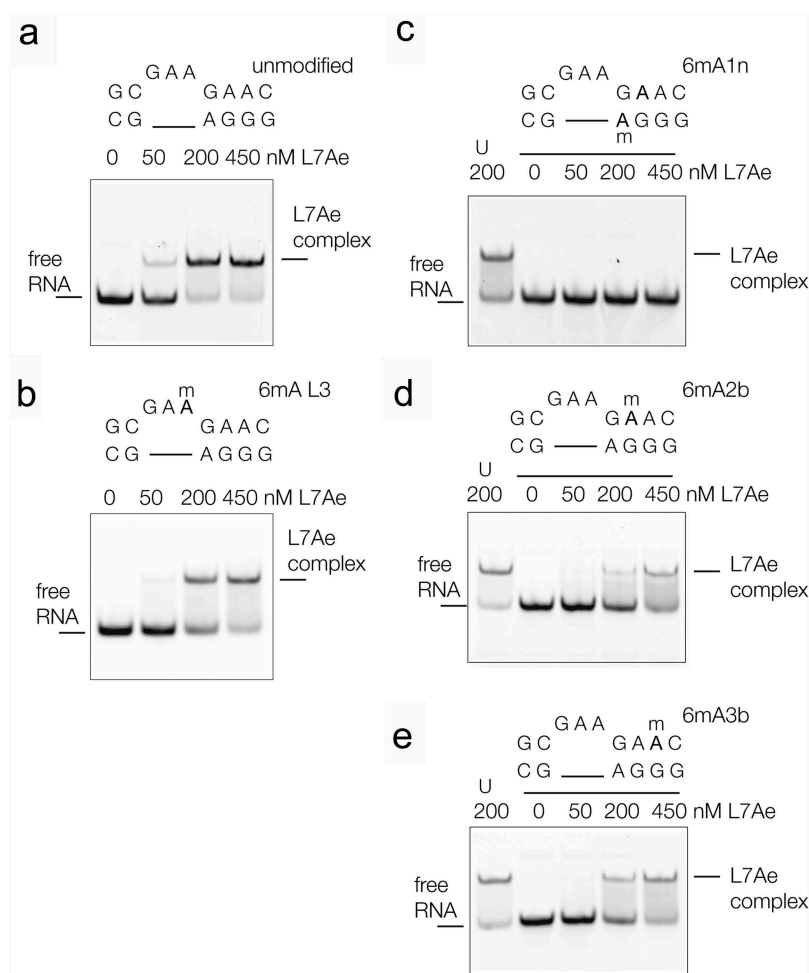 a
unmodified
G A A
G C G A A C
C G A G G G
0 50 200 450 nM L7Ae
L7Ae
complex
free
RNA
b
6mA L3
m
G A A
G C G A A C
C G A G G G
0 50 200 450 nM L7Ae
L7Ae
complex
free
RNA
c
6mA1n
G A A
G C G A A C
C G A G G G
m
U
200 0 50 200 450 nM L7Ae
L7Ae
complex
free
RNA
d
6mA2b
m
G A A
G C G A A C
C G A G G G
U
200 0 50 200 450 nM L7Ae
free
RNA
L7Ae
complex
e
6mA3b
m
G A A
G C G A A C
C G A G G G
U
200 0 50 200 450 nM L7Ae
free
RNA
L7Ae
complex